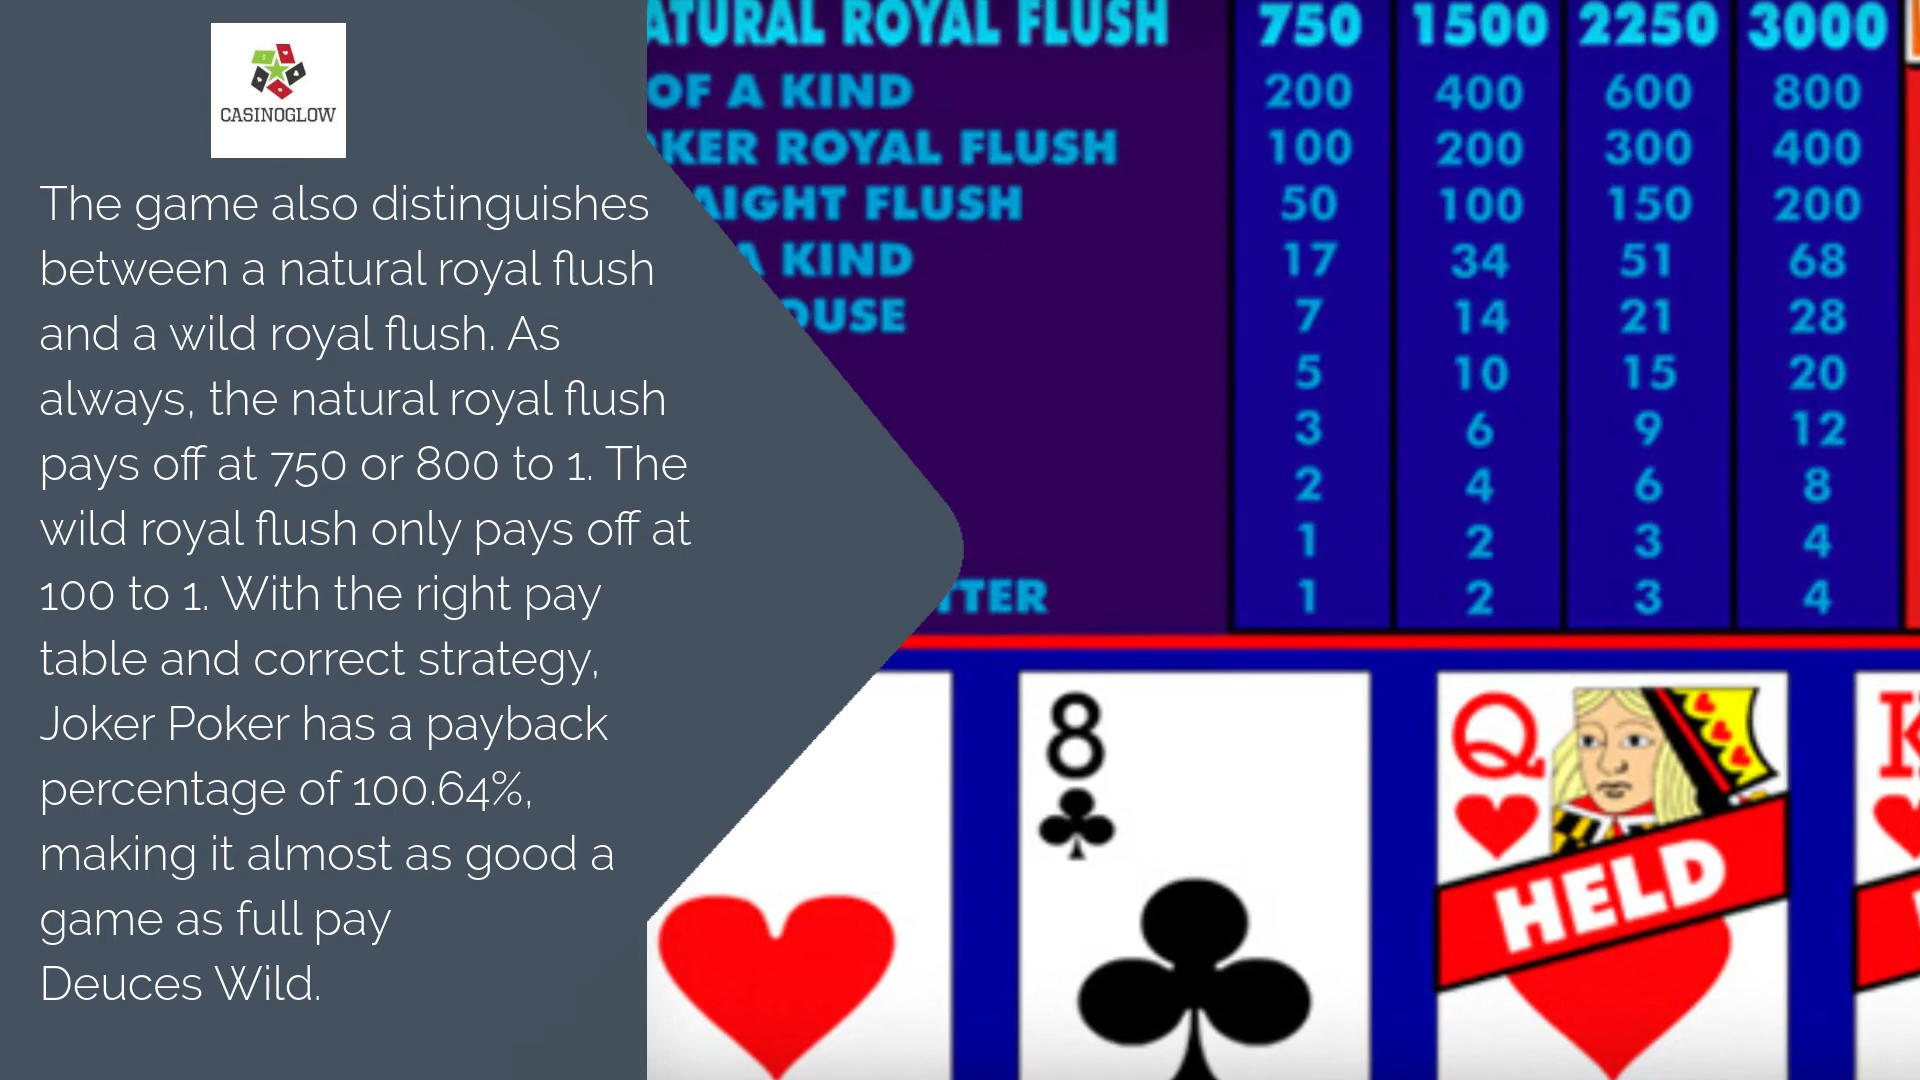 CASINOGLOW
The game also distinguishes
between a natural royal flush
and a wild royal flush. As
always, the natural royal flush
pays off at 750 or 800 to 1. The
wild royal flush only pays off at
100 to 1. With the right pay
table and correct strategy,
Joker Poker has a payback
percentage of 100.64%,
making it almost as good a
game as full pay
Deuces Wild.
ATURAL ROYAL FLUSH 750 1500 2250 3000
OF A KIND 200 400 600 800
KER ROYAL FLUSH 100 200 300 400
AIGHT FLUSH 50 100 150 200
A KIND 17 34 51 68
OUSE 7 14 21 28
5 10 15 20
3 6 9 12
2 4 6 8
1 2 3 4
TTER 1 2 3 4
8 Q K
HELD